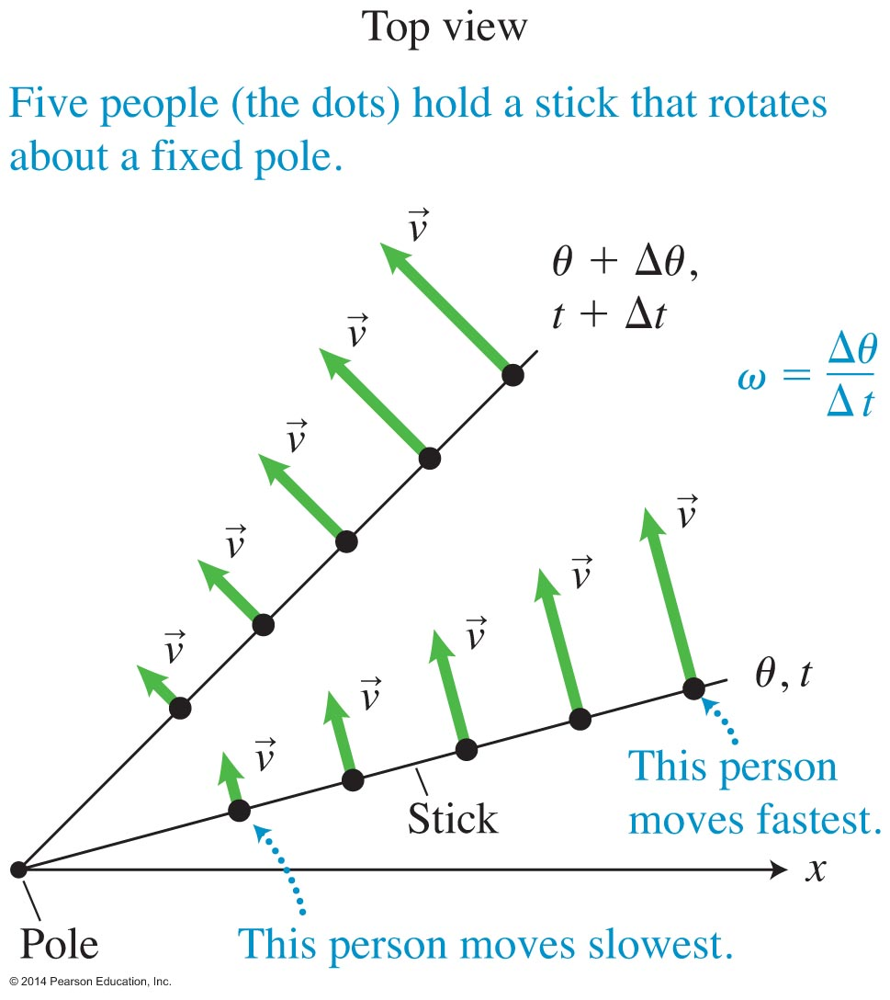 Top view
Five people (the dots) hold a stick that rotates
about a fixed pole.
v⃗
θ + Δθ,
t + Δt
v⃗
ω = Δθ/Δt
v⃗
v⃗
v⃗
v⃗
v⃗
v⃗
θ, t
v⃗
v⃗
This person
moves fastest.
Stick
x
Pole
This person moves slowest.
© 2014 Pearson Education, Inc.